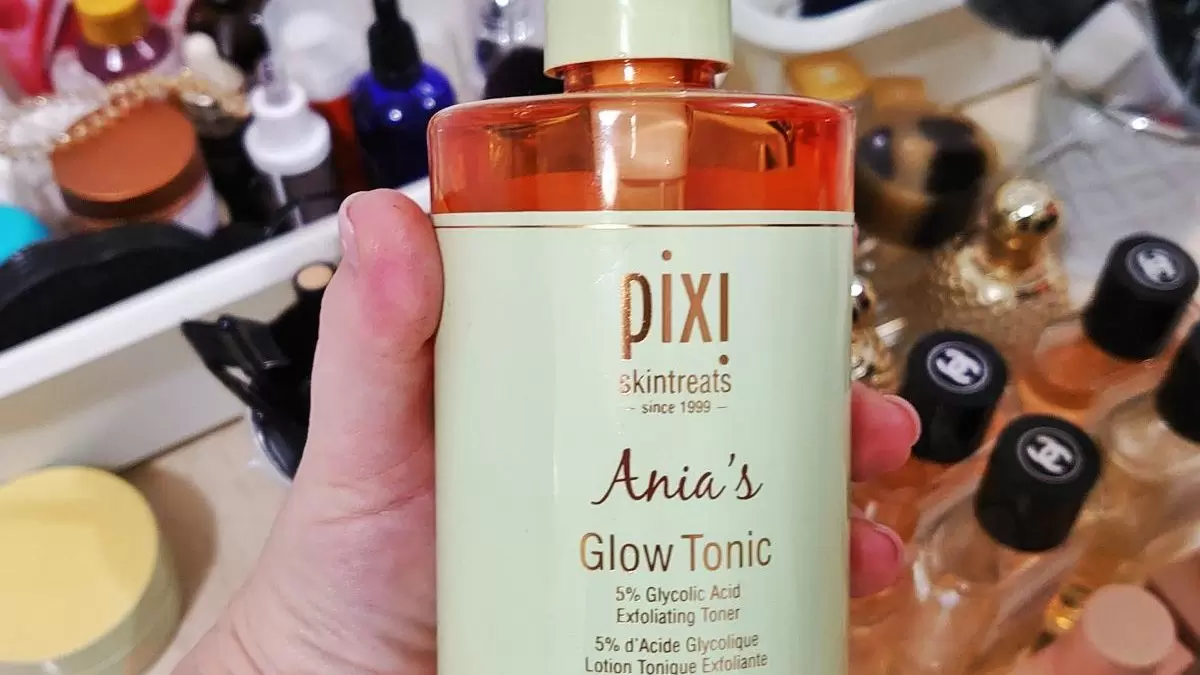 pixi
skintreats
– since 1999 –
Ania's
Glow Tonic
5% Glycolic Acid
Exfoliating Toner
5% d'Acide Glycolique
Lotion Tonique Exfoliante